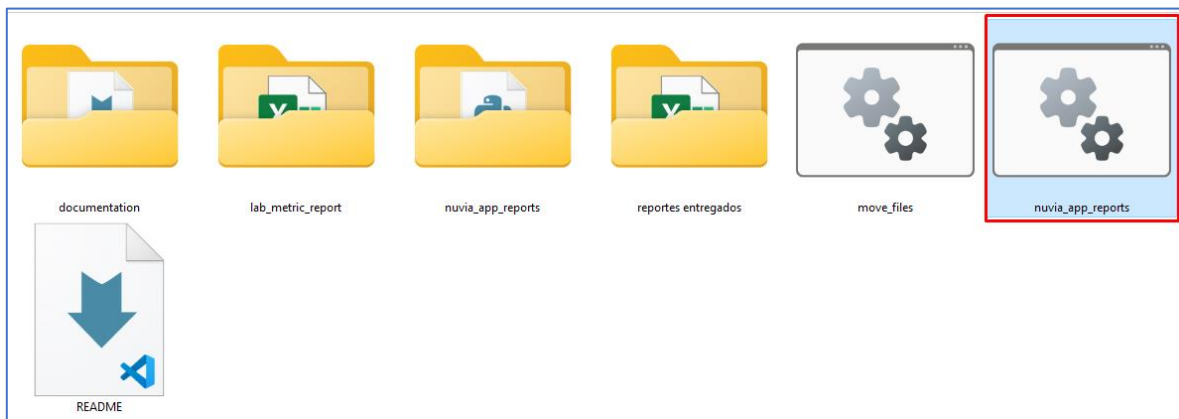 documentation
lab_metric_report
nuvia_app_reports
reportes entregados
move_files
nuvia_app_reports
README